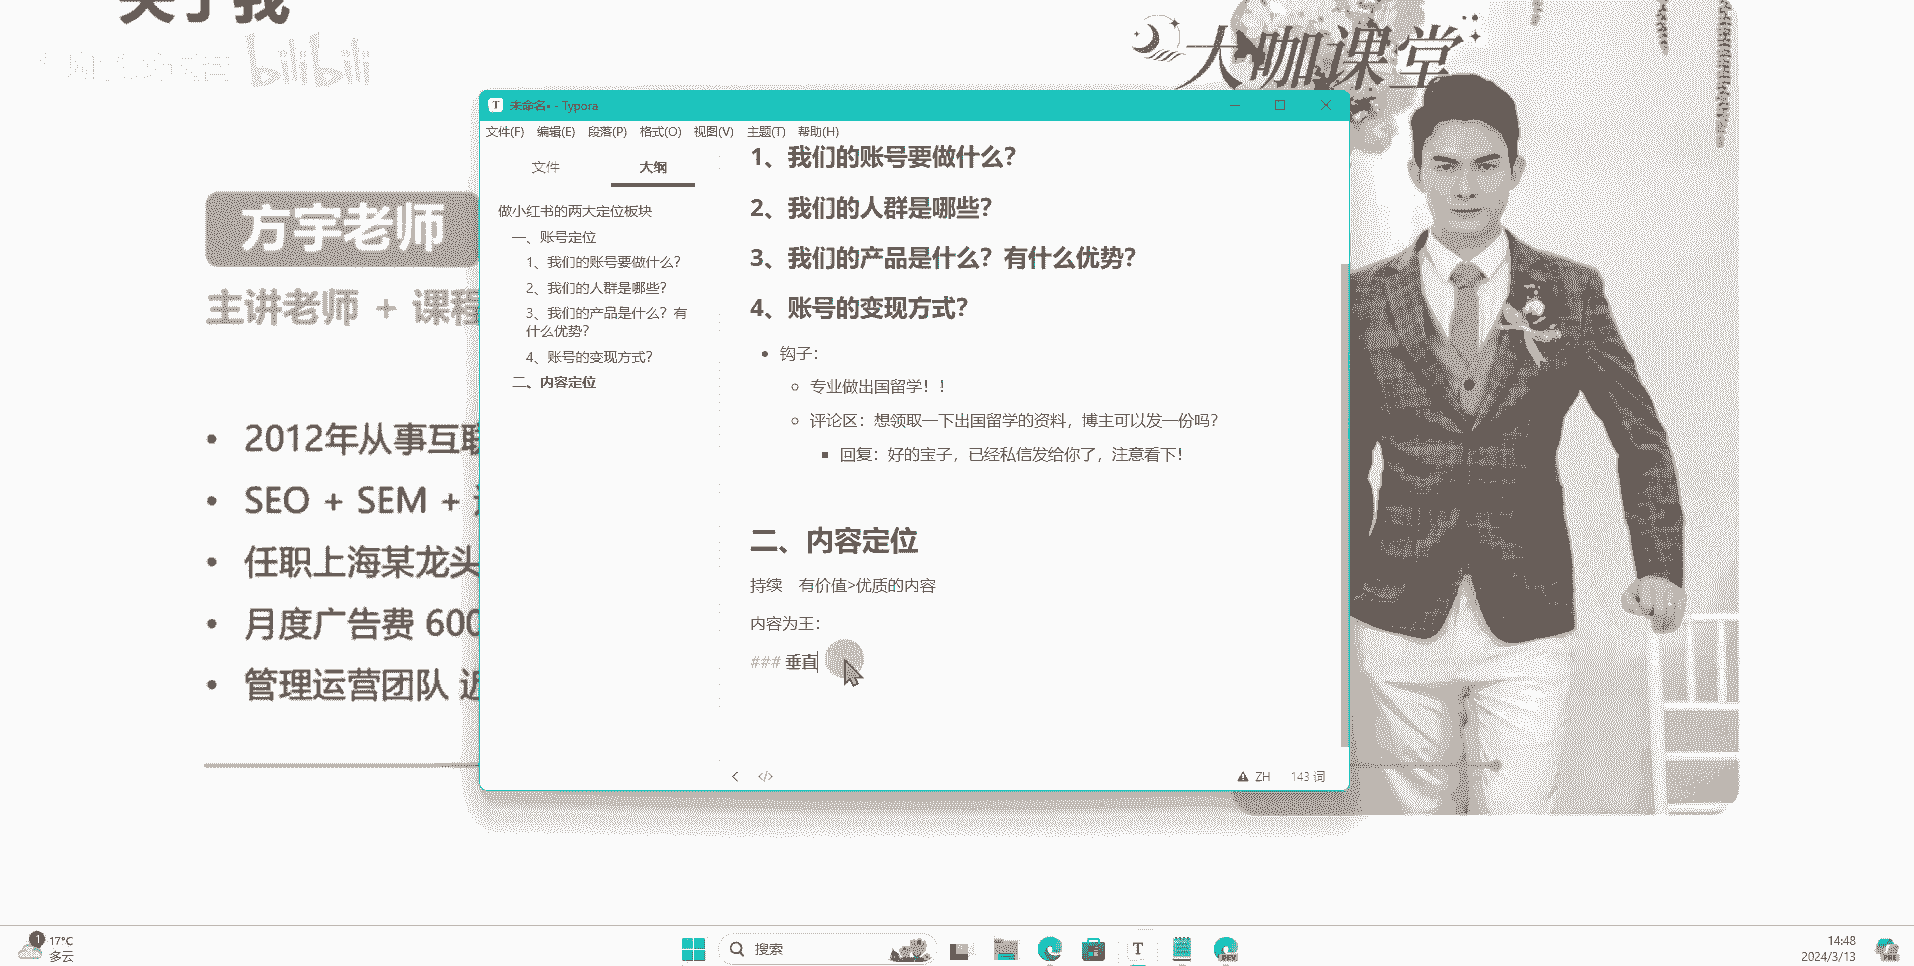 关于我
bilibili
大咖课堂
方宇老师
主讲老师 + 课程
2012年从事互联
SEO + SEM +
任职上海某龙头
月度广告费 600
管理运营团队 近
未命名• - Typora
文件(F) 编辑(E) 段落(P) 格式(O) 视图(V) 主题(T) 帮助(H)
文件 大纲
做小红书的两大定位板块
一、账号定位
1、我们的账号要做什么？
2、我们的人群是哪些？
3、我们的产品是什么？有
什么优势？
4、账号的变现方式？
二、内容定位
1、我们的账号要做什么？
2、我们的人群是哪些？
3、我们的产品是什么？有什么优势？
4、账号的变现方式？
钩子：
专业做出国留学！！
评论区：想领取一下出国留学的资料，博主可以发一份吗？
回复：好的宝子，已经私信发给你了，注意看下！
二、内容定位
持续 有价值>优质的内容
内容为王：
### 垂直
ZH 143 词
1 17°C
多云
搜索
T
DEV
14:48
2024/3/13
PRE